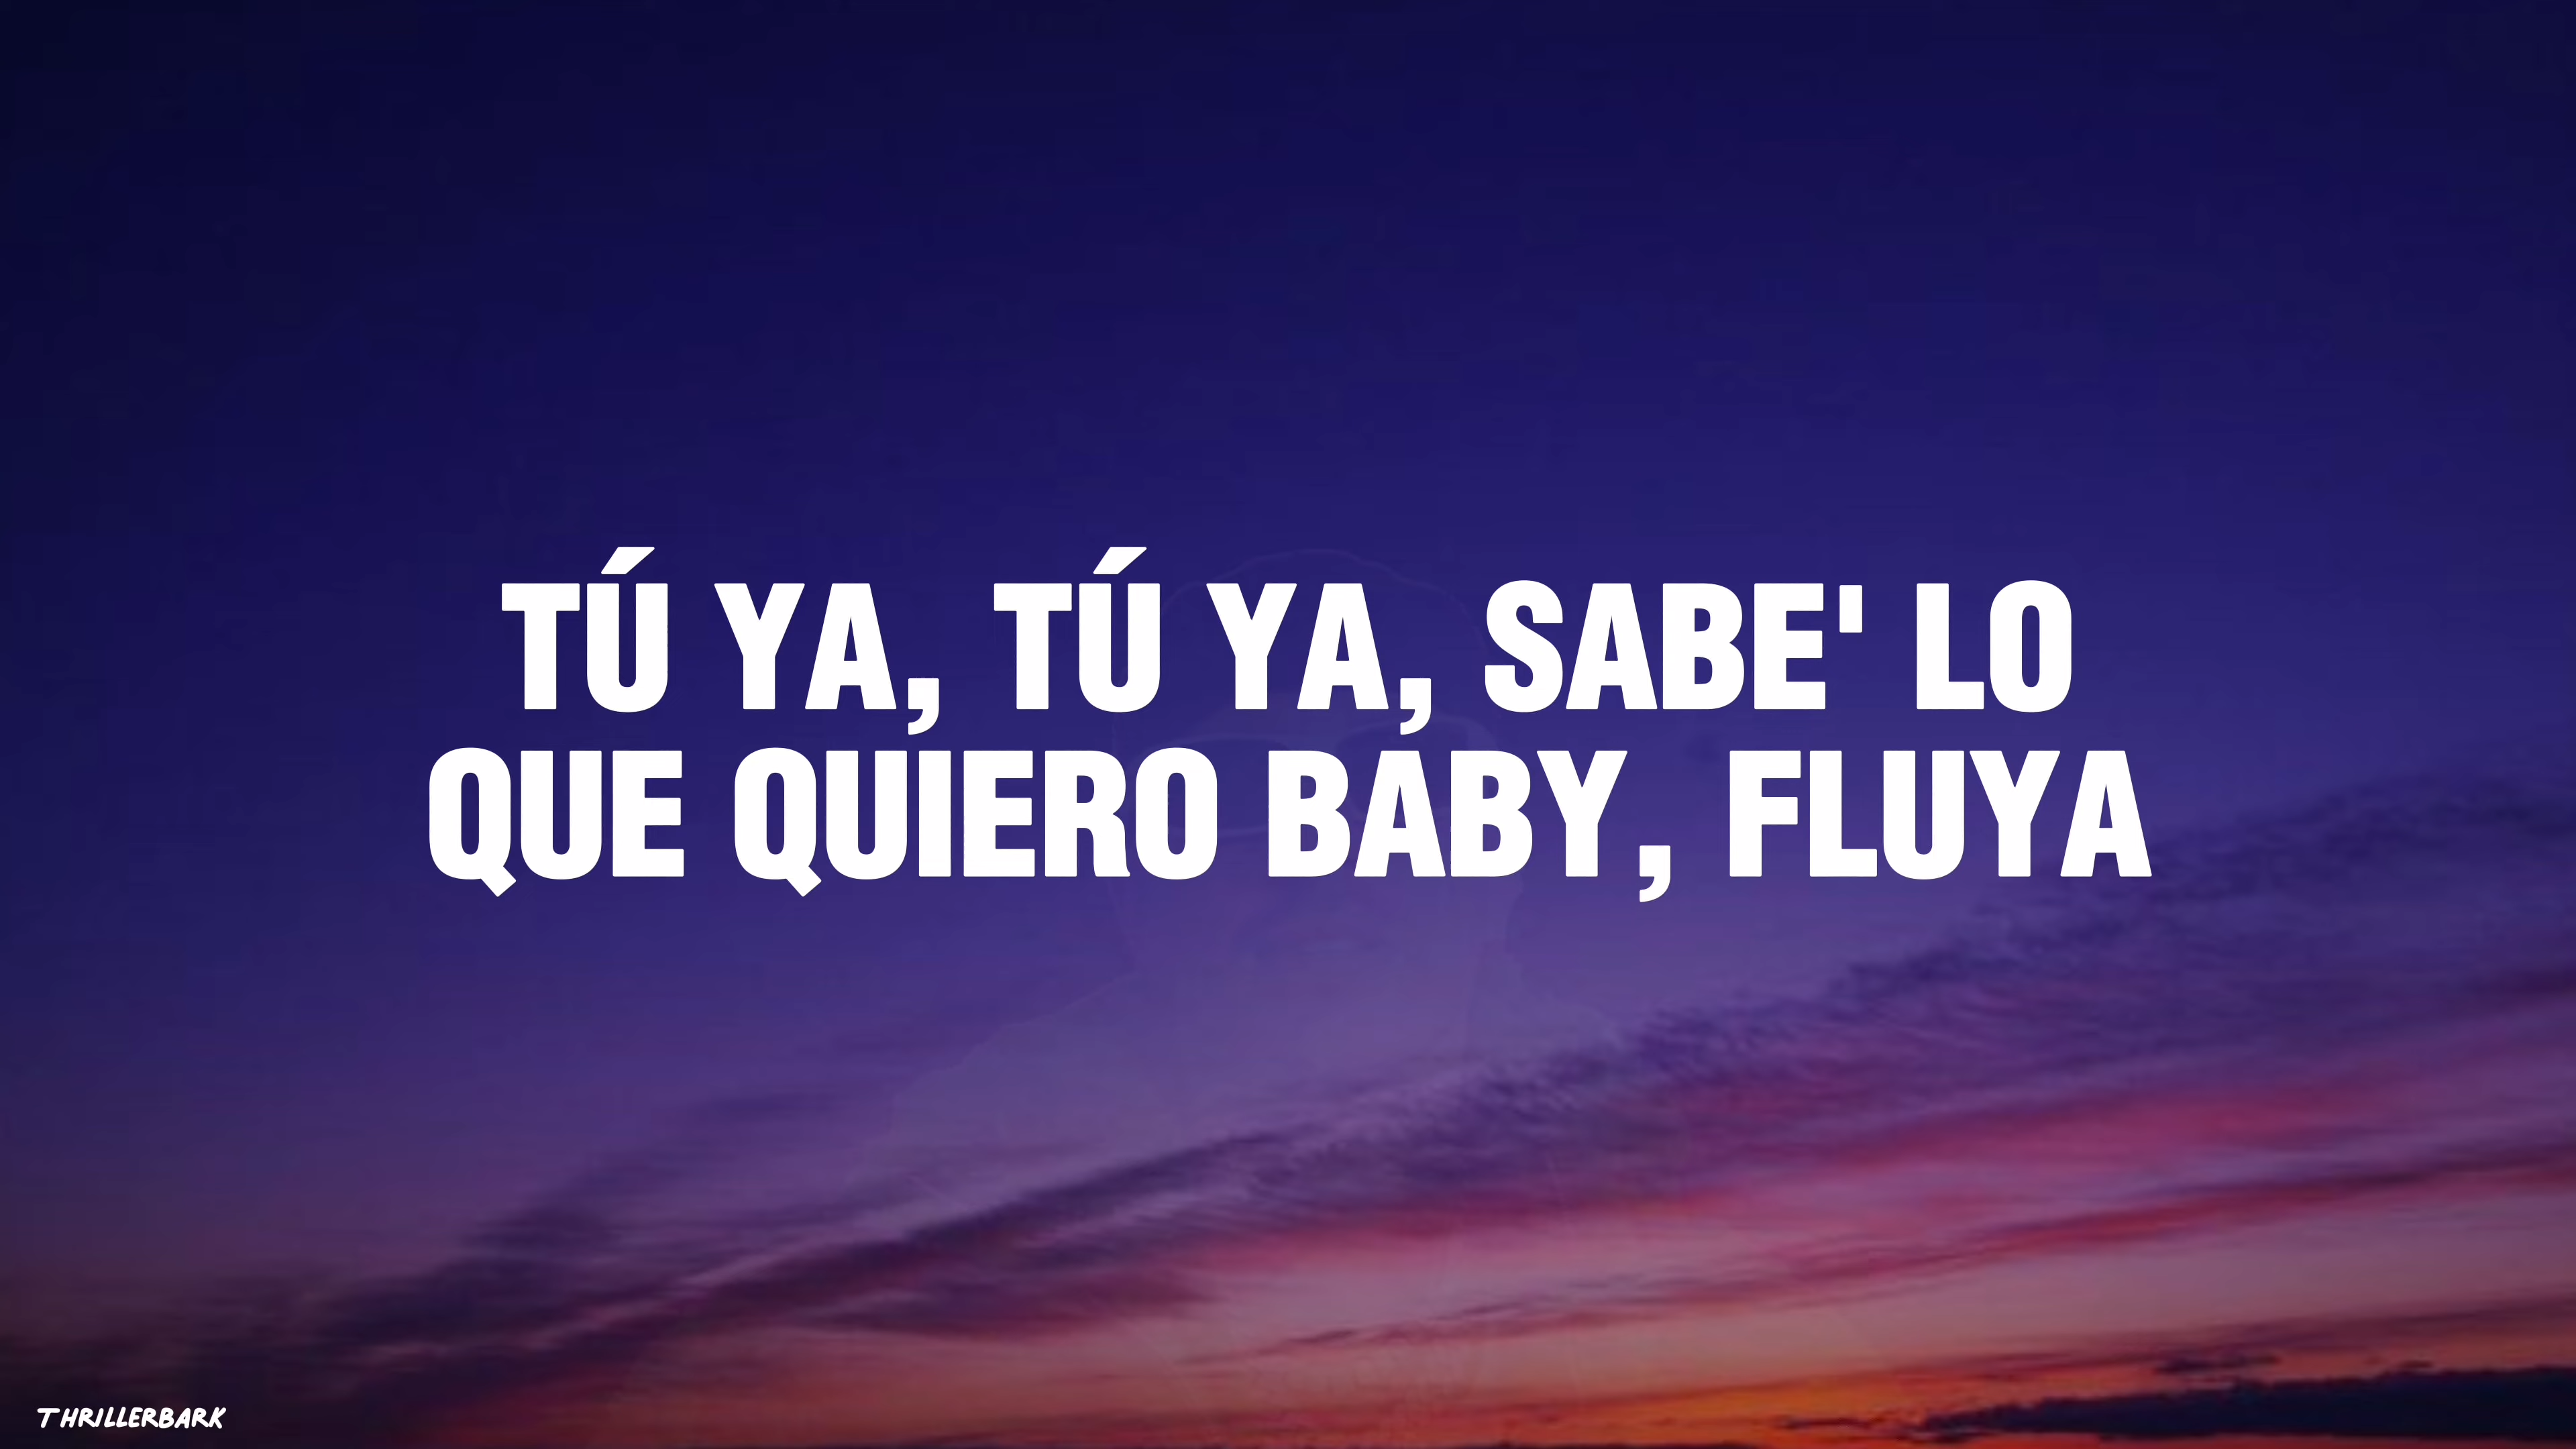 TÚ YA, TÚ YA, SABE' LO
QUE QUIERO BABY, FLUYA
THRILLERBARK